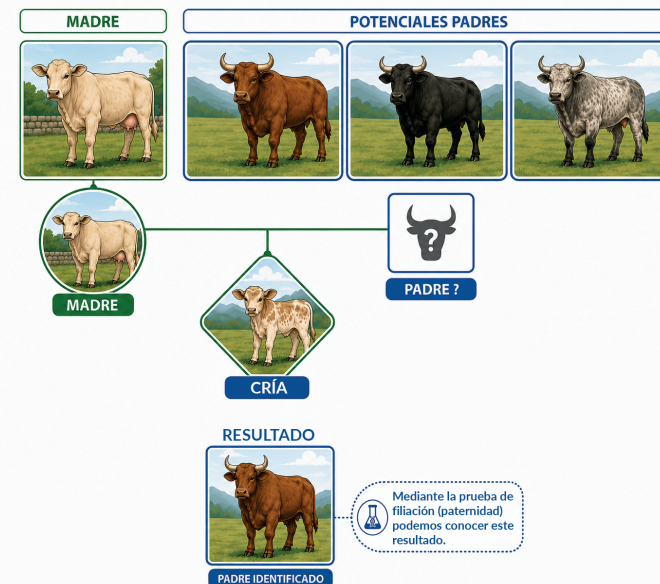 MADRE
POTENCIALES PADRES
?
MADRE
PADRE ?
CRÍA
RESULTADO
Mediante la prueba de
filiación (paternidad)
podemos conocer este
resultado.
PADRE IDENTIFICADO